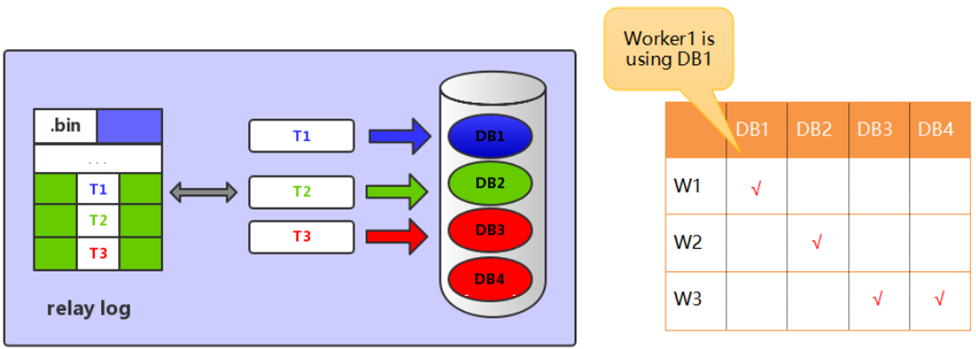 .bin
...
T1
T2
T3
relay log
T1
T2
T3
DB1
DB2
DB3
DB4
Worker1 is
using DB1
DB1 DB2 DB3 DB4
W1 √
W2 √
W3 √ √